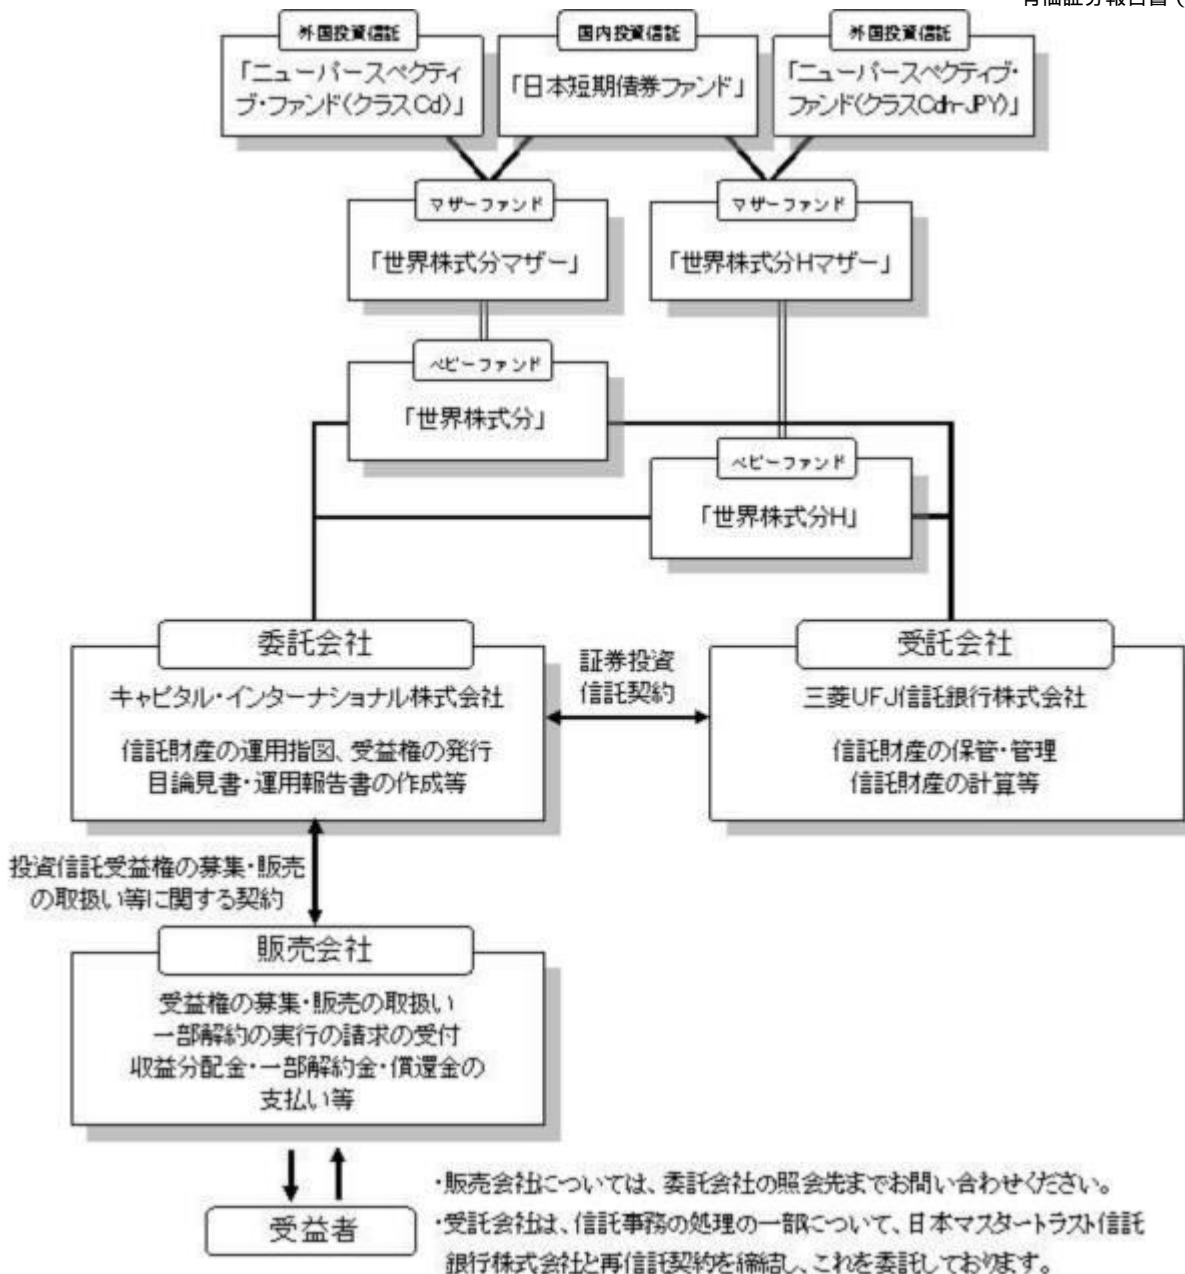 有価証券報告書（
外国投資信託
国内投資信託
外国投資信託
「ニューパースペクティ
ブ・ファンド(クラスCd)」
「日本短期債券ファンド」
「ニューパースペクティブ・
ファンド(クラスCdh-JPY)」
マザーファンド
マザーファンド
「世界株式分マザー」
「世界株式分Hマザー」
ベビーファンド
「世界株式分」
ベビーファンド
「世界株式分H」
委託会社
キャピタル・インターナショナル株式会社
信託財産の運用指図、受益権の発行
目論見書・運用報告書の作成等
証券投資
信託契約
受託会社
三菱UFJ信託銀行株式会社
信託財産の保管・管理
信託財産の計算等
投資信託受益権の募集・販売
の取扱い等に関する契約
販売会社
受益権の募集・販売の取扱い
一部解約の実行の請求の受付
収益分配金・一部解約金・償還金の
支払い等
受益者
・販売会社については、委託会社の照会先までお問い合わせください。
・受託会社は、信託事務の処理の一部について、日本マスタートラスト信託
銀行株式会社と再信託契約を締結し、これを委託しております。